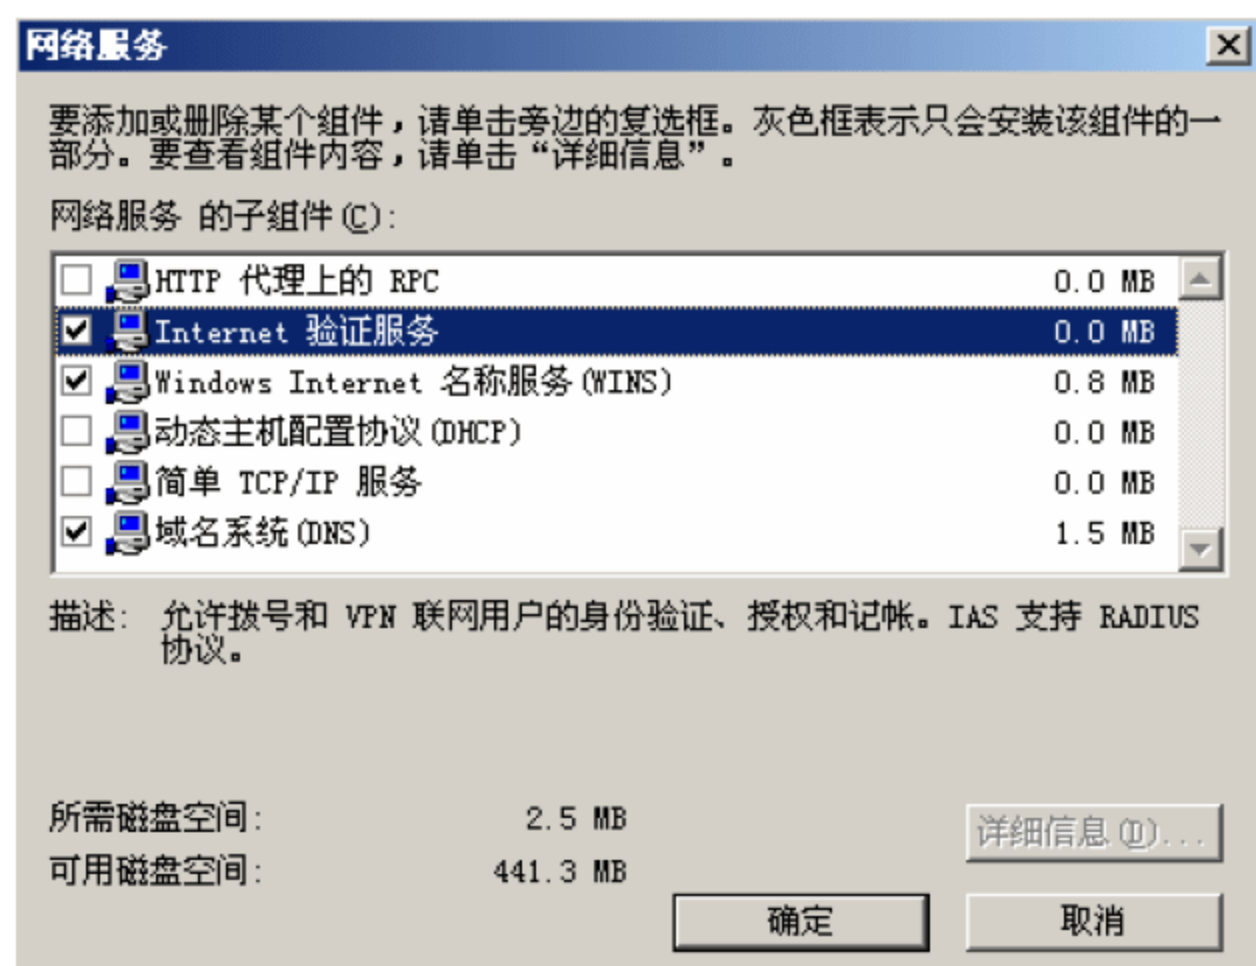 网络服务
要添加或删除某个组件，请单击旁边的复选框。灰色框表示只会安装该组件的一
部分。要查看组件内容，请单击“详细信息”。
网络服务 的子组件(C):
HTTP 代理上的 RPC 0.0 MB
Internet 验证服务 0.0 MB
Windows Internet 名称服务(WINS) 0.8 MB
动态主机配置协议(DHCP) 0.0 MB
简单 TCP/IP 服务 0.0 MB
域名系统(DNS) 1.5 MB
描述: 允许拨号和 VPN 联网用户的身份验证、授权和记帐。IAS 支持 RADIUS
协议。
所需磁盘空间: 2.5 MB
详细信息(D)...
可用磁盘空间: 441.3 MB
确定 取消